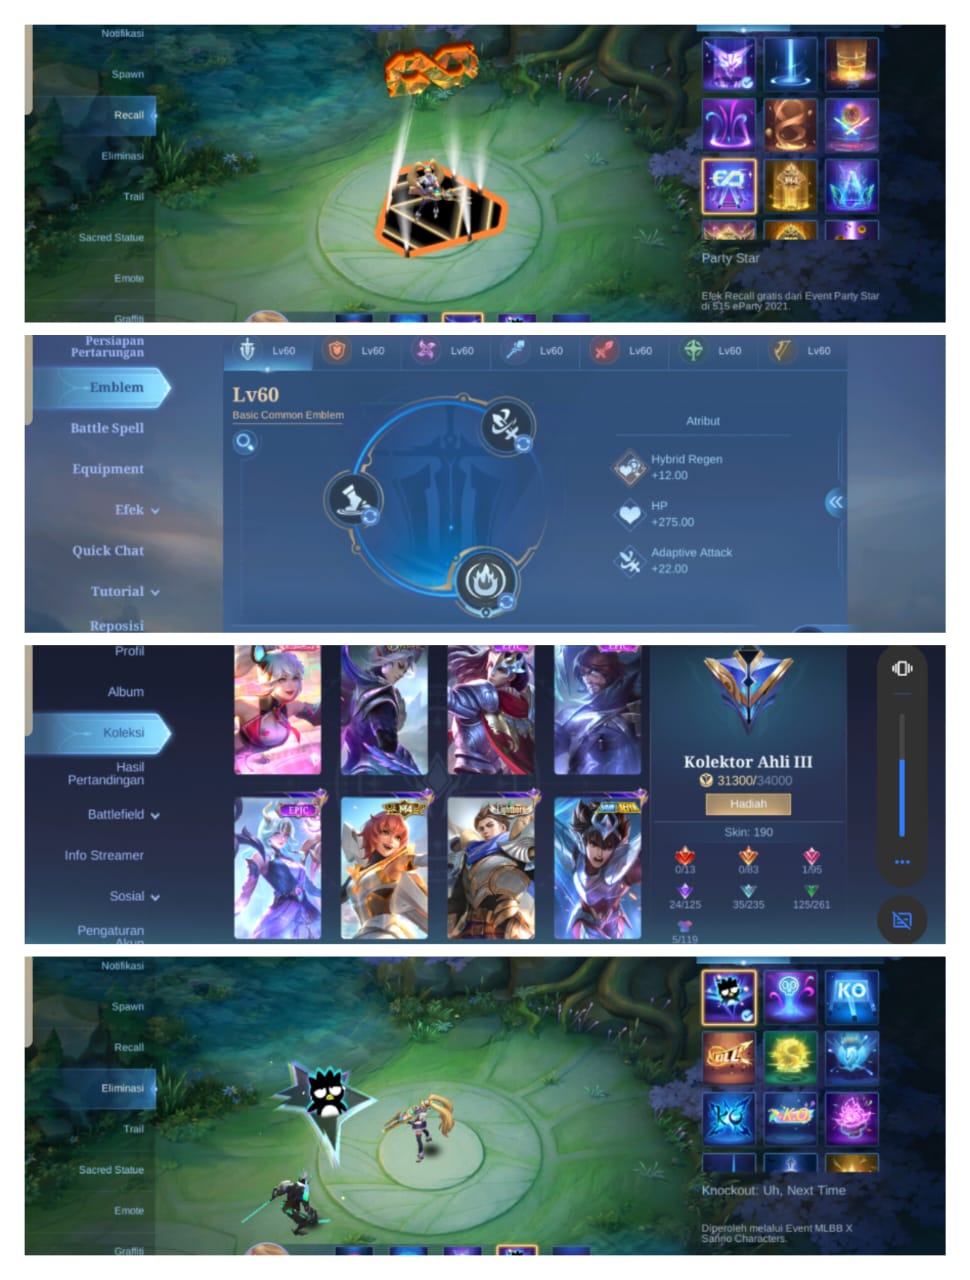 Notifikasi
Spawn
Recall
Eliminasi
Trail
Sacred Statue
Emote
Graffiti
515
M4
Party Star
Efek Recall gratis dari Event Party Star
di 515 eParty 2021.
Persiapan
Pertarungan
Emblem
Battle Spell
Equipment
Efek
Quick Chat
Tutorial
Reposisi
Lv60
Lv60
Lv60
Lv60
Lv60
Lv60
Lv60
Lv60
Basic Common Emblem
Atribut
Hybrid Regen
+12.00
HP
+275.00
Adaptive Attack
+22.00
Profil
Album
Koleksi
Hasil
Pertandingan
Battlefield
Info Streamer
Sosial
Pengaturan
Akun
EPIC
EPIC
EPIC
M4
Lightborn
Kolektor Ahli III
31300/34000
Hadiah
Skin: 190
0/13
0/83
1/95
24/125
35/235
125/261
5/119
Notifikasi
Spawn
Recall
Eliminasi
Trail
Sacred Statue
Emote
Graffiti
KO
KILL
Knockout: Uh, Next Time
Diperoleh melalui Event MLBB X
Sanrio Characters.